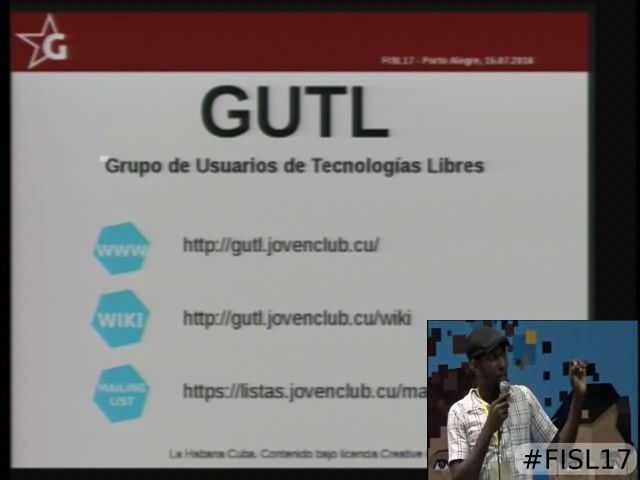 G
FISL17 - Porto Alegre, 15.07.2016
GUTL
Grupo de Usuarios de Tecnologías Libres
WWW
http://gutl.jovenclub.cu/
WIKI
http://gutl.jovenclub.cu/wiki
MAILING
LIST
https://listas.jovenclub.cu/ma
La Habana Cuba. Contenido bajo licencia Creative
#FISL17